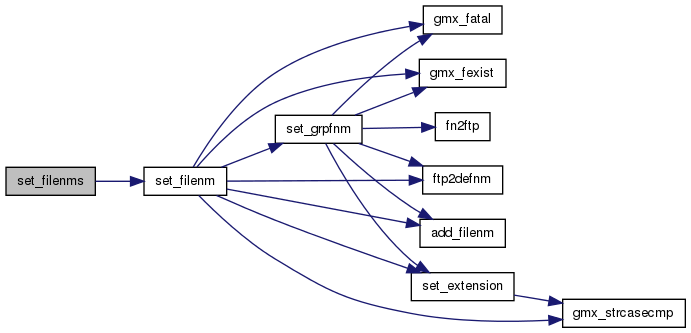 set_filenms
set_filenm
set_grpfnm
gmx_fatal
gmx_fexist
fn2ftp
ftp2defnm
add_filenm
set_extension
gmx_strcasecmp